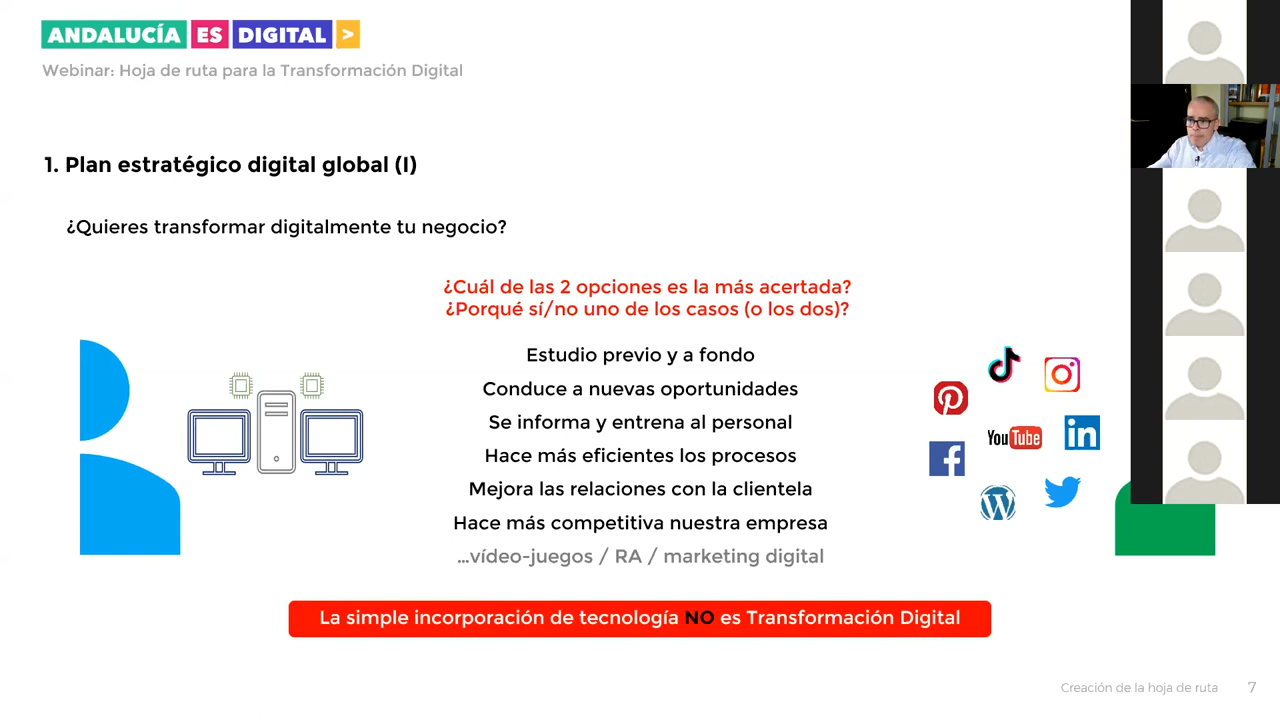 ANDALUCÍA ES DIGITAL >
Webinar: Hoja de ruta para la Transformación Digital
1. Plan estratégico digital global (I)
¿Quieres transformar digitalmente tu negocio?
¿Cuál de las 2 opciones es la más acertada?
¿Porqué sí/no uno de los casos (o los dos)?
Estudio previo y a fondo
Conduce a nuevas oportunidades
Se informa y entrena al personal
Hace más eficientes los procesos
Mejora las relaciones con la clientela
Hace más competitiva nuestra empresa
...vídeo-juegos / RA / marketing digital
YouTube
in
La simple incorporación de tecnología NO es Transformación Digital
Creación de la hoja de ruta 7